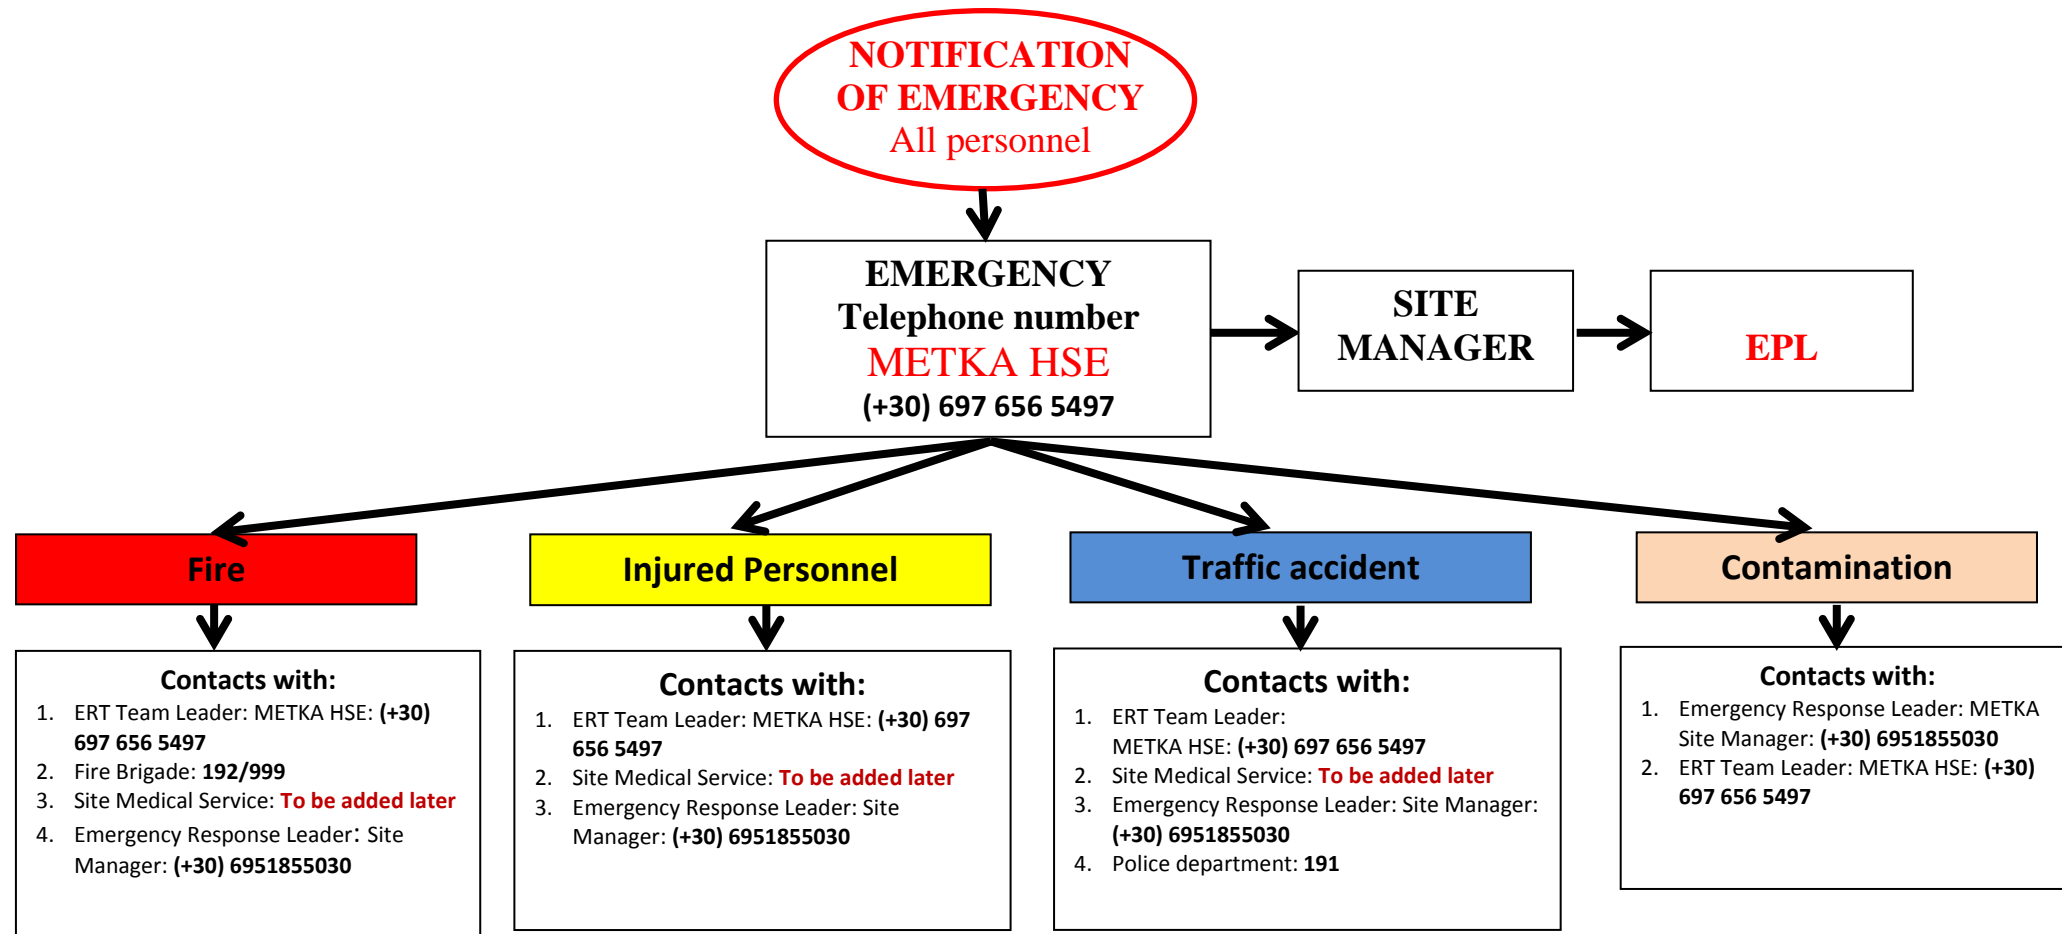 NOTIFICATION
OF EMERGENCY
All personnel
EMERGENCY
Telephone number
METKA HSE
(+30) 697 656 5497
SITE
MANAGER
EPL
Fire
Injured Personnel
Traffic accident
Contamination
Contacts with:
1. ERT Team Leader: METKA HSE: (+30)
697 656 5497
2. Fire Brigade: 192/999
3. Site Medical Service: To be added later
4. Emergency Response Leader: Site
Manager: (+30) 6951855030
Contacts with:
1. ERT Team Leader: METKA HSE: (+30) 697
656 5497
2. Site Medical Service: To be added later
3. Emergency Response Leader: Site
Manager: (+30) 6951855030
Contacts with:
1. ERT Team Leader:
METKA HSE: (+30) 697 656 5497
2. Site Medical Service: To be added later
3. Emergency Response Leader: Site Manager:
(+30) 6951855030
4. Police department: 191
Contacts with:
1. Emergency Response Leader: METKA
Site Manager: (+30) 6951855030
2. ERT Team Leader: METKA HSE: (+30)
697 656 5497